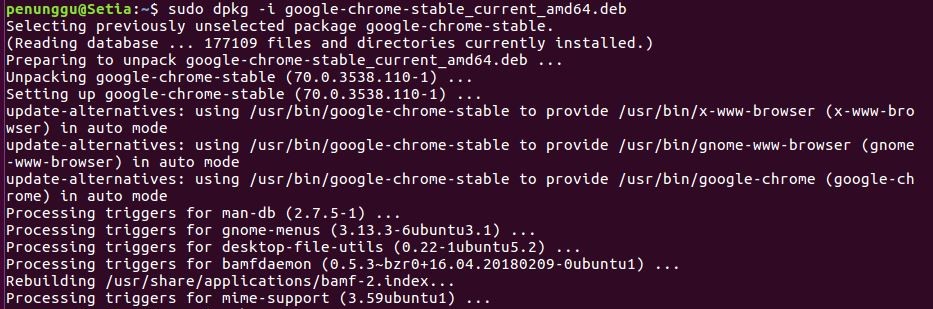 penunggu@Setia:~$ sudo dpkg -i google-chrome-stable_current_amd64.deb
Selecting previously unselected package google-chrome-stable.
(Reading database ... 177109 files and directories currently installed.)
Preparing to unpack google-chrome-stable_current_amd64.deb ...
Unpacking google-chrome-stable (70.0.3538.110-1) ...
Setting up google-chrome-stable (70.0.3538.110-1) ...
update-alternatives: using /usr/bin/google-chrome-stable to provide /usr/bin/x-www-browser (x-www-bro
wser) in auto mode
update-alternatives: using /usr/bin/google-chrome-stable to provide /usr/bin/gnome-www-browser (gnome
-www-browser) in auto mode
update-alternatives: using /usr/bin/google-chrome-stable to provide /usr/bin/google-chrome (google-ch
rome) in auto mode
Processing triggers for man-db (2.7.5-1) ...
Processing triggers for gnome-menus (3.13.3-6ubuntu3.1) ...
Processing triggers for desktop-file-utils (0.22-1ubuntu5.2) ...
Processing triggers for bamfdaemon (0.5.3~bzr0+16.04.20180209-0ubuntu1) ...
Rebuilding /usr/share/applications/bamf-2.index...
Processing triggers for mime-support (3.59ubuntu1) ...